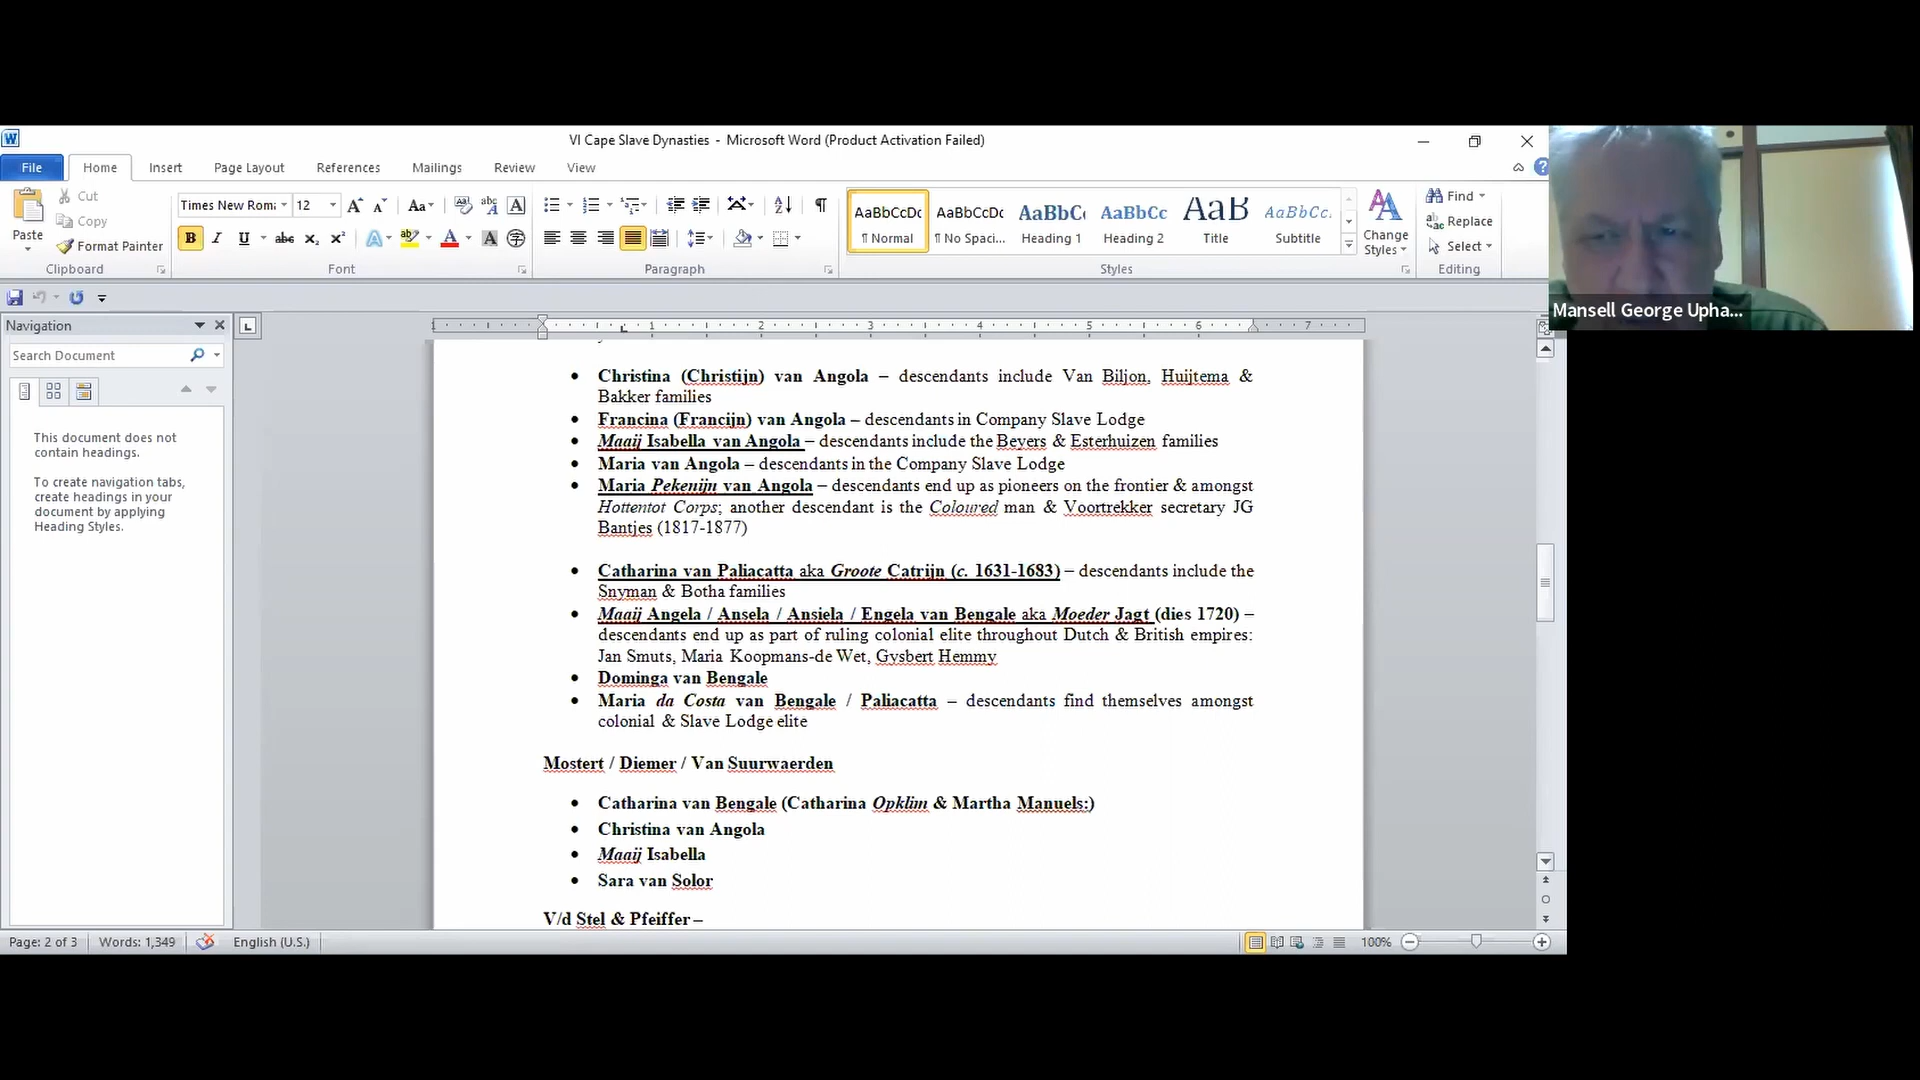 VI Cape Slave Dynasties - Microsoft Word (Product Activation Failed)
File Home Insert Page Layout References Mailings Review View
Paste
Cut
Copy
Format Painter
Clipboard
Times New Roma 12
Font
Paragraph
AaBbCcDc AaBbCcDc AaBbCc AaBbCc AaB AaBbCc.
¶ Normal ¶ No Spaci... Heading 1 Heading 2 Title Subtitle
Change Styles
Styles
Find
Replace
Select
Editing
Mansell George Upha...
Navigation
Search Document
This document does not
contain headings.
To create navigation tabs,
create headings in your
document by applying
Heading Styles.
1 1 2 3 4 5 6 7
• Christina (Christijn) van Angola – descendants include Van Biljon, Huijtema &
Bakker families
• Francina (Francijn) van Angola – descendants in Company Slave Lodge
• Maaij Isabella van Angola – descendants include the Beyers & Esterhuizen families
• Maria van Angola – descendants in the Company Slave Lodge
• Maria Pekenijn van Angola – descendants end up as pioneers on the frontier & amongst
Hottentot Corps; another descendant is the Coloured man & Voortrekker secretary JG
Bantjes (1817-1877)
• Catharina van Paliacatta aka Groote Catrijn (c. 1631-1683) – descendants include the
Snyman & Botha families
• Maaij Angela / Ansela / Ansiela / Engela van Bengale aka Moeder Jagt (dies 1720) –
descendants end up as part of ruling colonial elite throughout Dutch & British empires:
Jan Smuts, Maria Koopmans-de Wet, Gysbert Hemmy
• Dominga van Bengale
• Maria da Costa van Bengale / Paliacatta – descendants find themselves amongst
colonial & Slave Lodge elite
Mostert / Diemer / Van Suurwaerden
• Catharina van Bengale (Catharina Opklim & Martha Manuels:)
• Christina van Angola
• Maaij Isabella
• Sara van Solor
V/d Stel & Pfeiffer –
Page: 2 of 3 Words: 1,349 English (U.S.) 100%